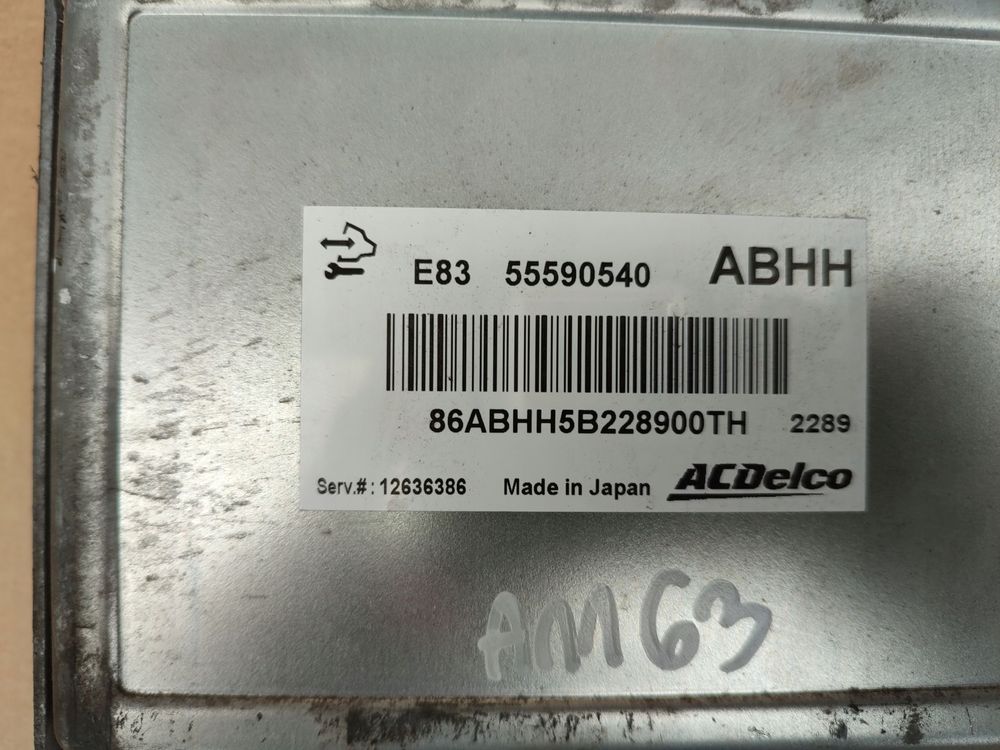 E83 55590540 ABHH
86ABHH5B228900TH 2289
Serv.#: 12636386 Made in Japan ACDelco
AM63